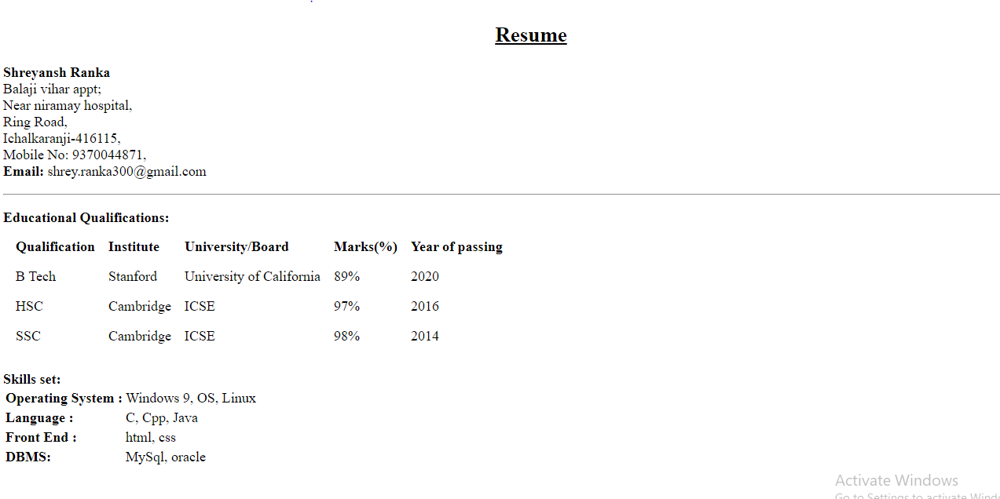 Resume
Shreyansh Ranka
Balaji vihar appt;
Near niramay hospital,
Ring Road,
Ichalkaranji-416115,
Mobile No: 9370044871,
Email: shrey.ranka300@gmail.com
Educational Qualifications:
Qualification Institute University/Board Marks(%) Year of passing
B Tech Stanford University of California 89% 2020
HSC Cambridge ICSE 97% 2016
SSC Cambridge ICSE 98% 2014
Skills set:
Operating System : Windows 9, OS, Linux
Language : C, Cpp, Java
Front End : html, css
DBMS: MySql, oracle
Activate Windows
Go to Settings to activate